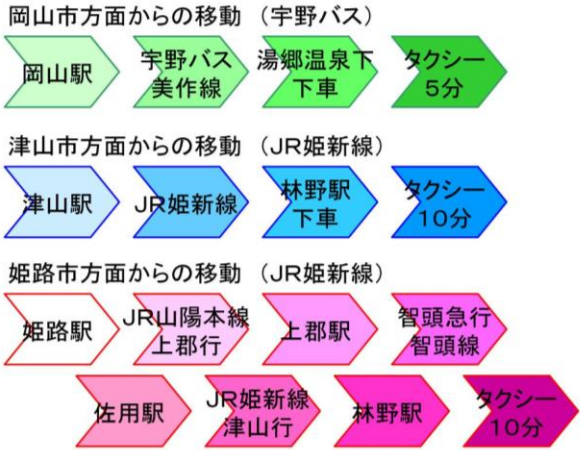 岡山市方面からの移動 （宇野バス）
岡山駅
宇野バス
美作線
湯郷温泉下
下車
タクシー
5分
津山市方面からの移動 （JR姫新線）
津山駅
JR姫新線
林野駅
下車
タクシー
10分
姫路市方面からの移動 （JR姫新線）
姫路駅
JR山陽本線
上郡行
上郡駅
智頭急行
智頭線
佐用駅
JR姫新線
津山行
林野駅
タクシー
10分